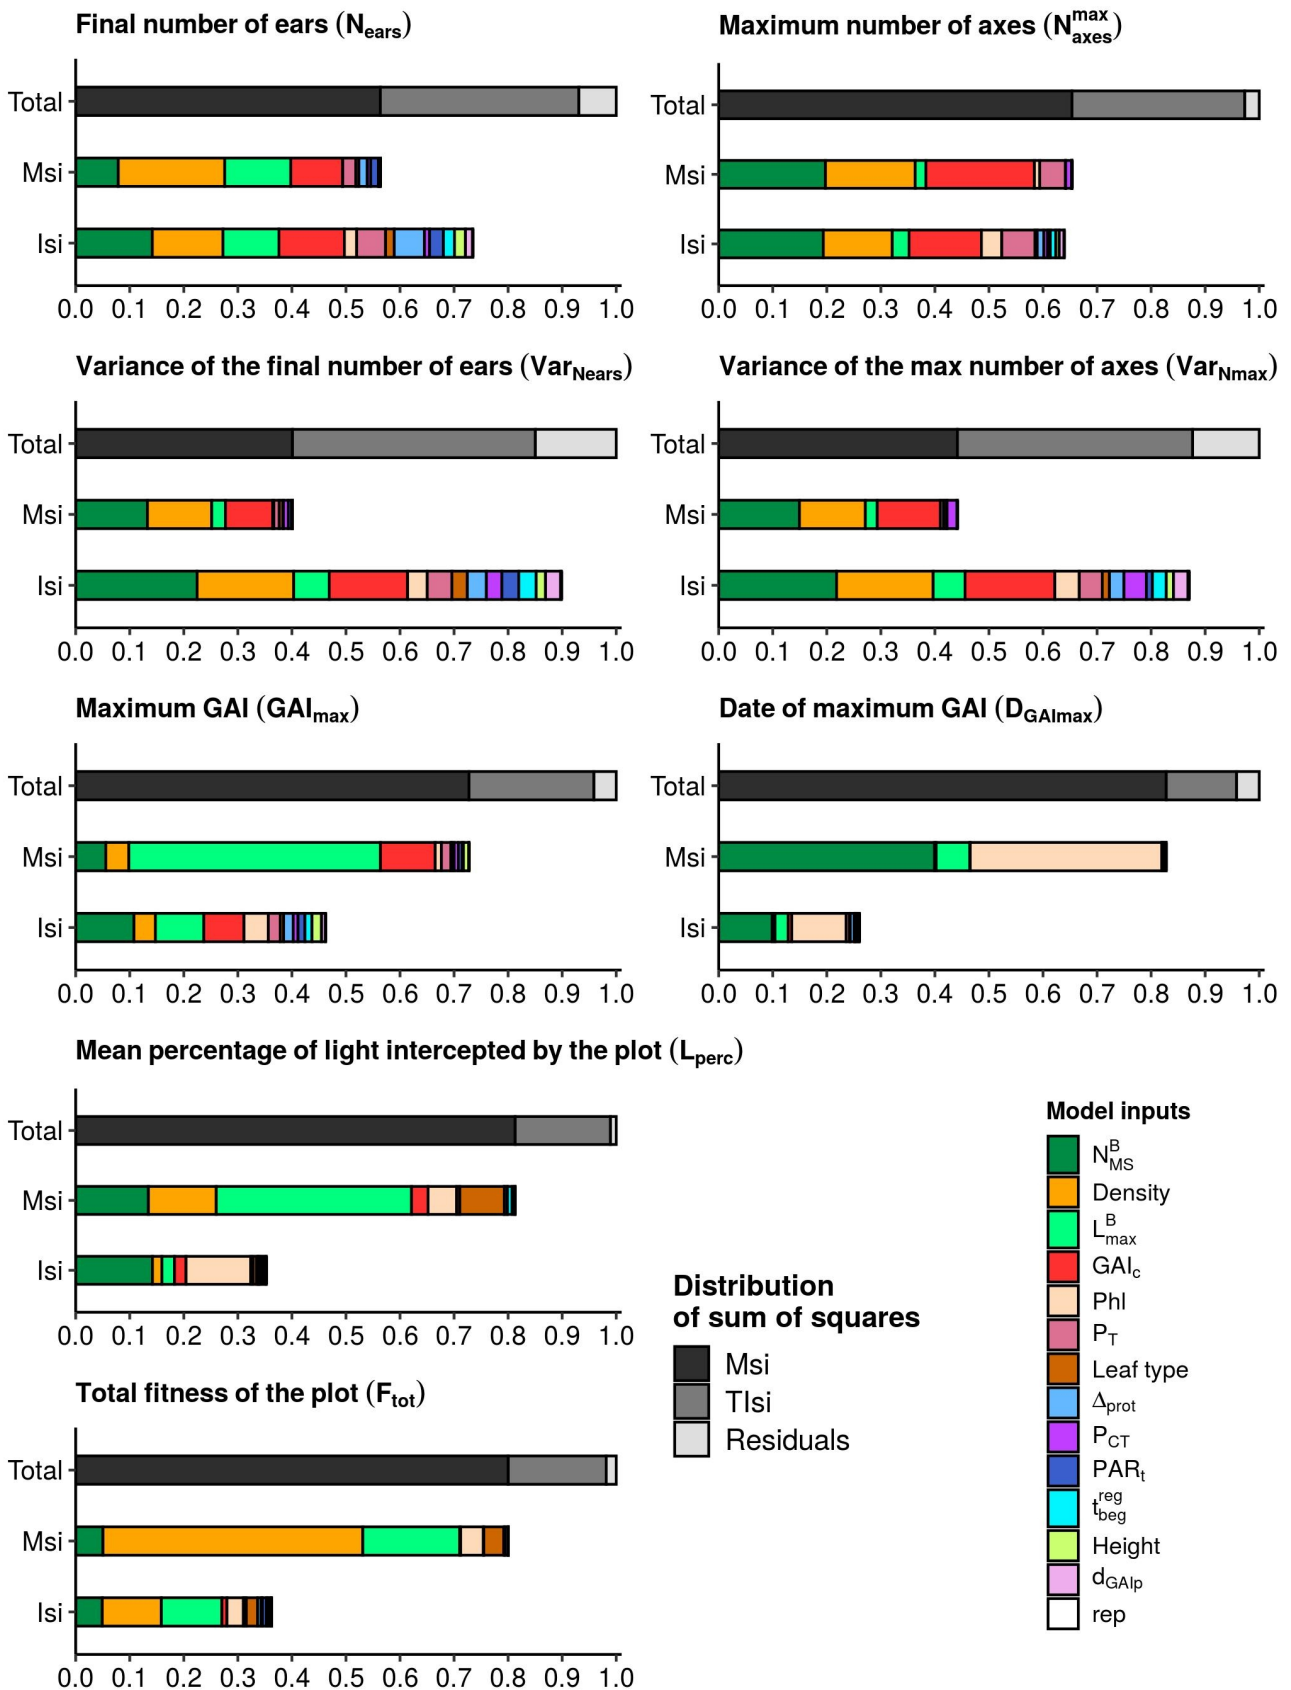 Final number of ears (N_ears)
Total
Msi
Isi
0.0 0.1 0.2 0.3 0.4 0.5 0.6 0.7 0.8 0.9 1.0
Maximum number of axes (N^max_axes)
Total
Msi
Isi
0.0 0.1 0.2 0.3 0.4 0.5 0.6 0.7 0.8 0.9 1.0
Variance of the final number of ears (Var_Nears)
Total
Msi
Isi
0.0 0.1 0.2 0.3 0.4 0.5 0.6 0.7 0.8 0.9 1.0
Variance of the max number of axes (Var_Nmax)
Total
Msi
Isi
0.0 0.1 0.2 0.3 0.4 0.5 0.6 0.7 0.8 0.9 1.0
Maximum GAI (GAI_max)
Total
Msi
Isi
0.0 0.1 0.2 0.3 0.4 0.5 0.6 0.7 0.8 0.9 1.0
Date of maximum GAI (D_GAImax)
Total
Msi
Isi
0.0 0.1 0.2 0.3 0.4 0.5 0.6 0.7 0.8 0.9 1.0
Mean percentage of light intercepted by the plot (L_perc)
Total
Msi
Isi
0.0 0.1 0.2 0.3 0.4 0.5 0.6 0.7 0.8 0.9 1.0
Total fitness of the plot (F_tot)
Total
Msi
Isi
0.0 0.1 0.2 0.3 0.4 0.5 0.6 0.7 0.8 0.9 1.0
Distribution
of sum of squares
Msi
TIsi
Residuals
Model inputs
N^B_MS
Density
L^B_max
GAI_c
Phl
P_T
Leaf type
Δ_prot
P_CT
PAR_t
t^reg_beg
Height
d_GAIp
rep